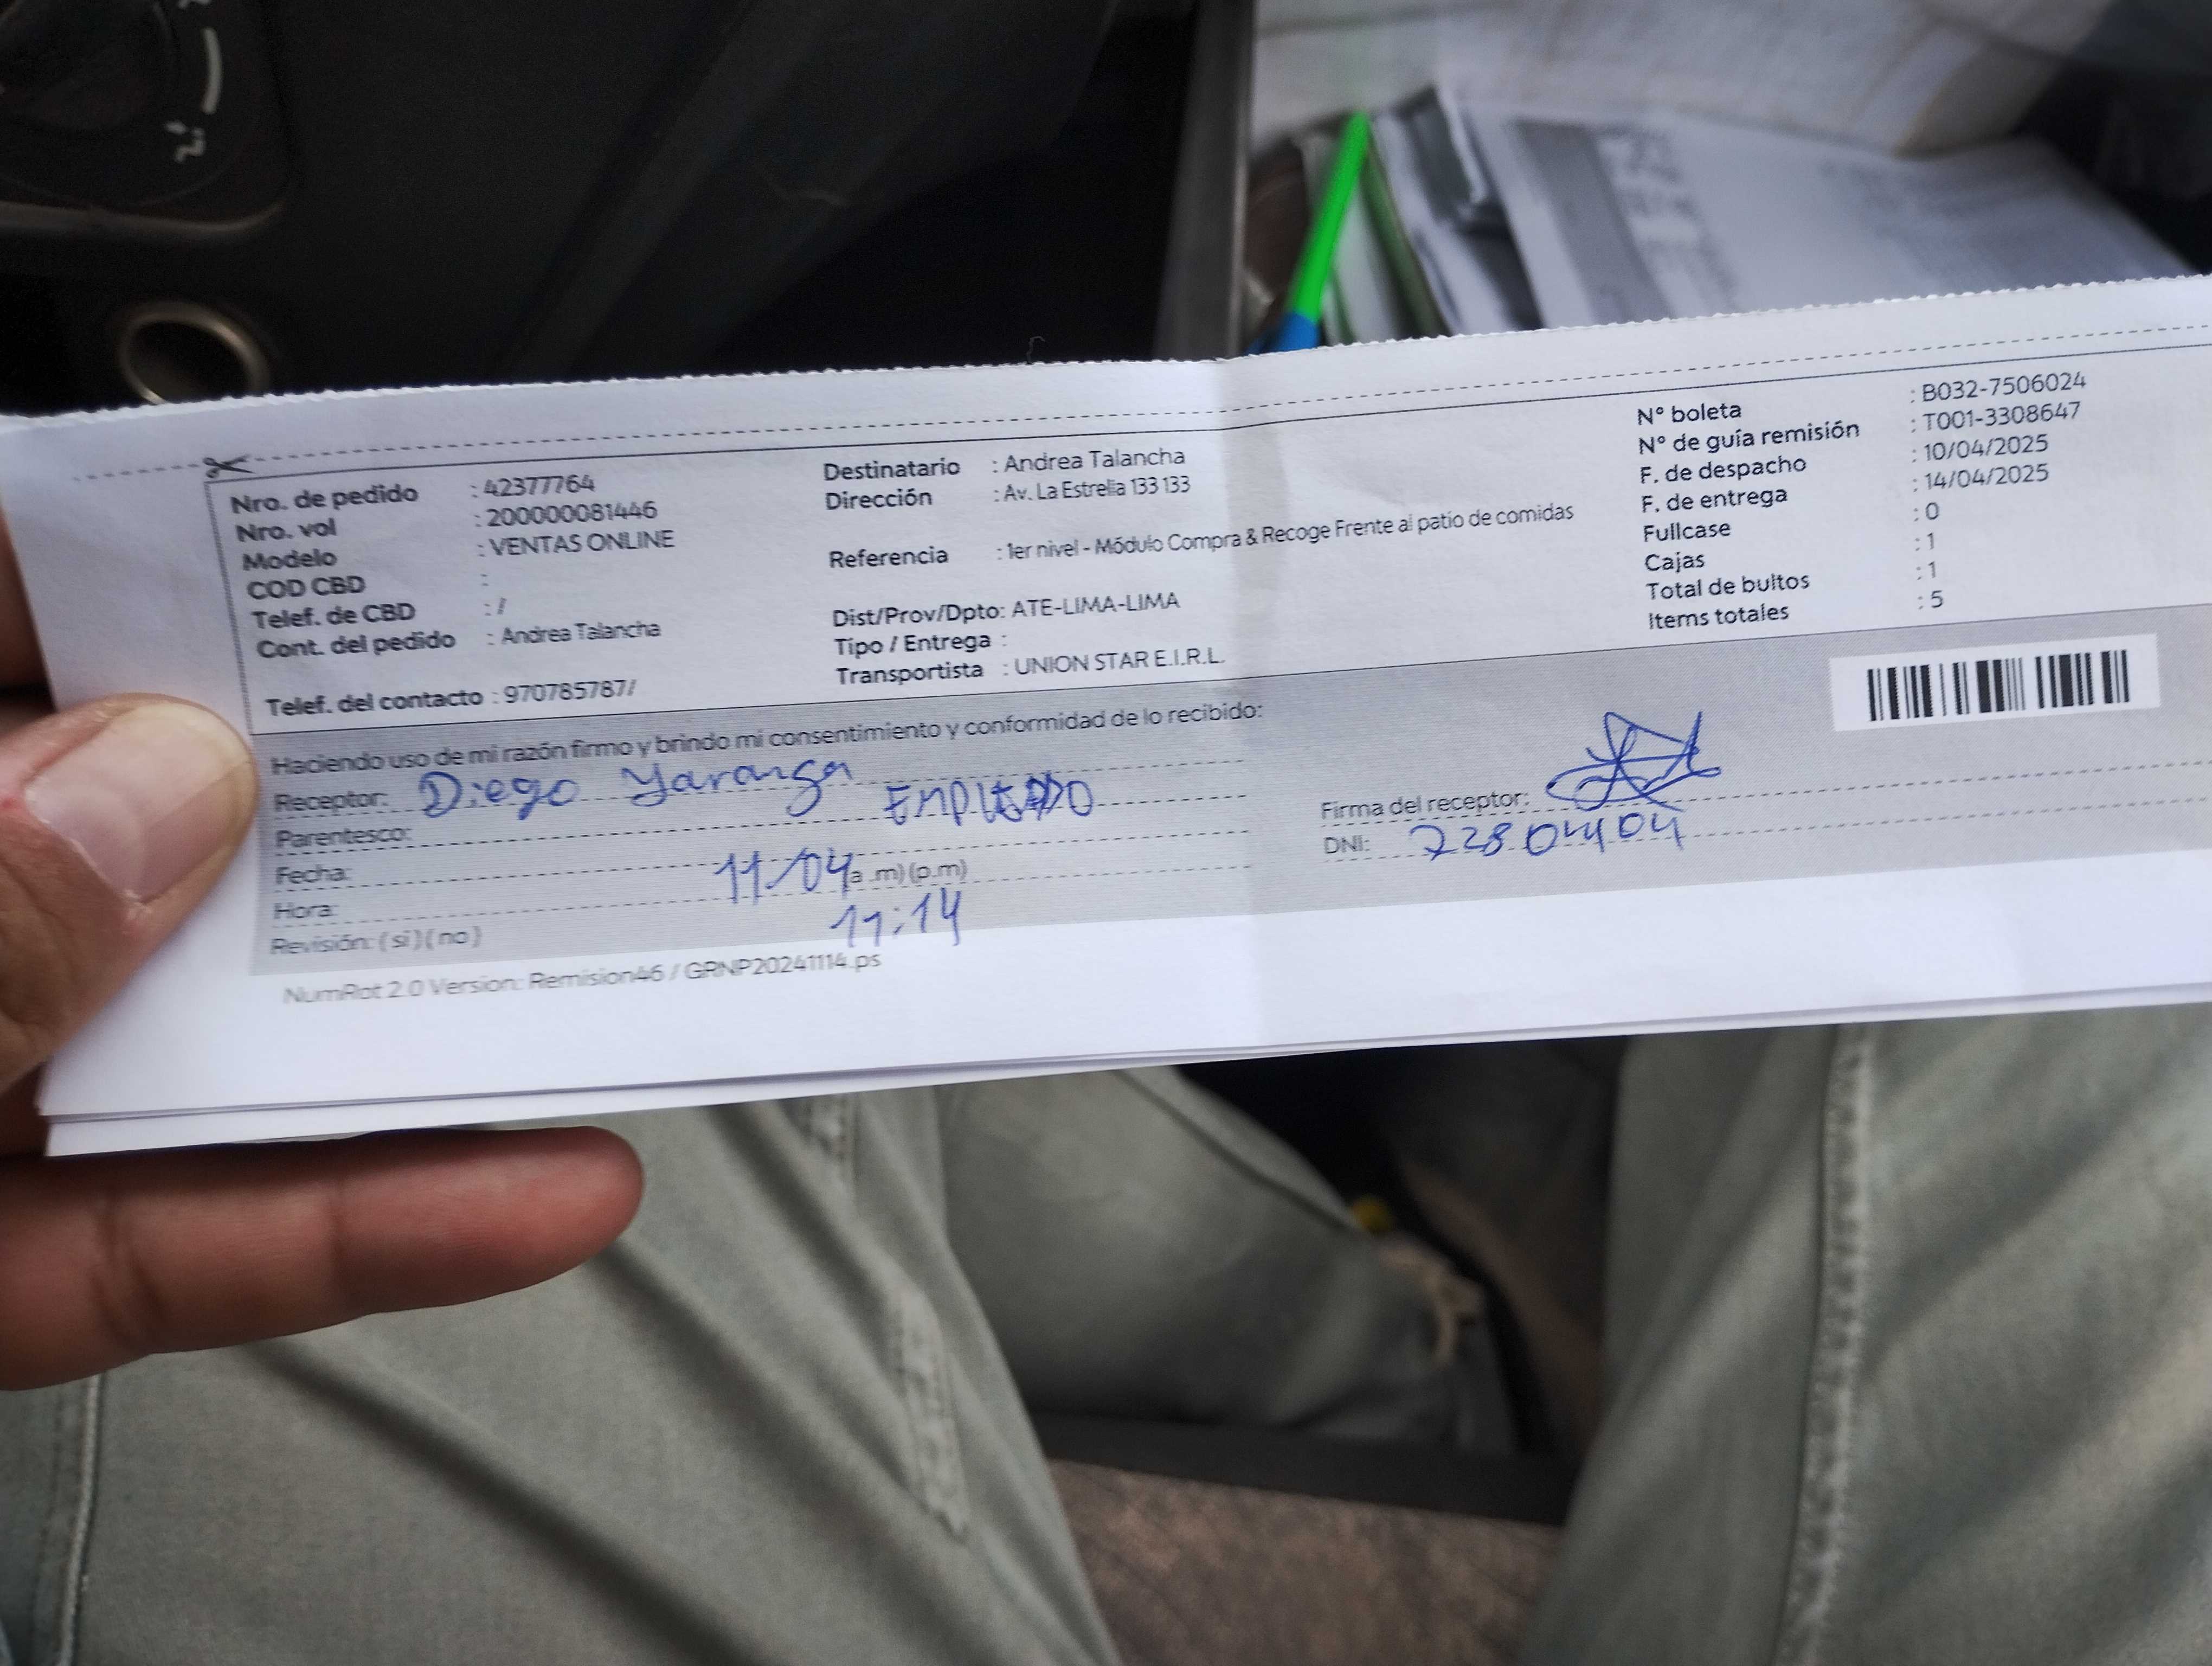 Nro. de pedido : 42377764
Nro. vol : 200000081446
Modelo : VENTAS ONLINE
COD CBD :
Telef. de CBD : /
Cont. del pedido : Andrea Talancha
Telef. del contacto : 970785787/
Destinatario : Andrea Talancha
Dirección : Av. La Estrella 133 133
Referencia : 1er nivel - Módulo Compra & Recoge Frente al patio de comidas
Dist/Prov/Dpto: ATE-LIMA-LIMA
Tipo / Entrega :
Transportista : UNION STAR E.I.R.L.
N° boleta : B032-7506024
N° de guía remisión : T001-3308647
F. de despacho : 10/04/2025
F. de entrega : 14/04/2025
Fullcase : 0
Cajas : 1
Total de bultos : 1
Items totales : 5
Haciendo uso de mi razón firmo y brindo mi consentimiento y conformidad de lo recibido:
Receptor: Diego Yaranga
Parentesco:
Fecha: 11/04
Hora: (a.m)(p.m) 11:14
Revisión: ( si ) ( no )
Firma del receptor:
DNI: 72804404
NumRot 2.0 Version: Remision46 / GRNP20241114.ps